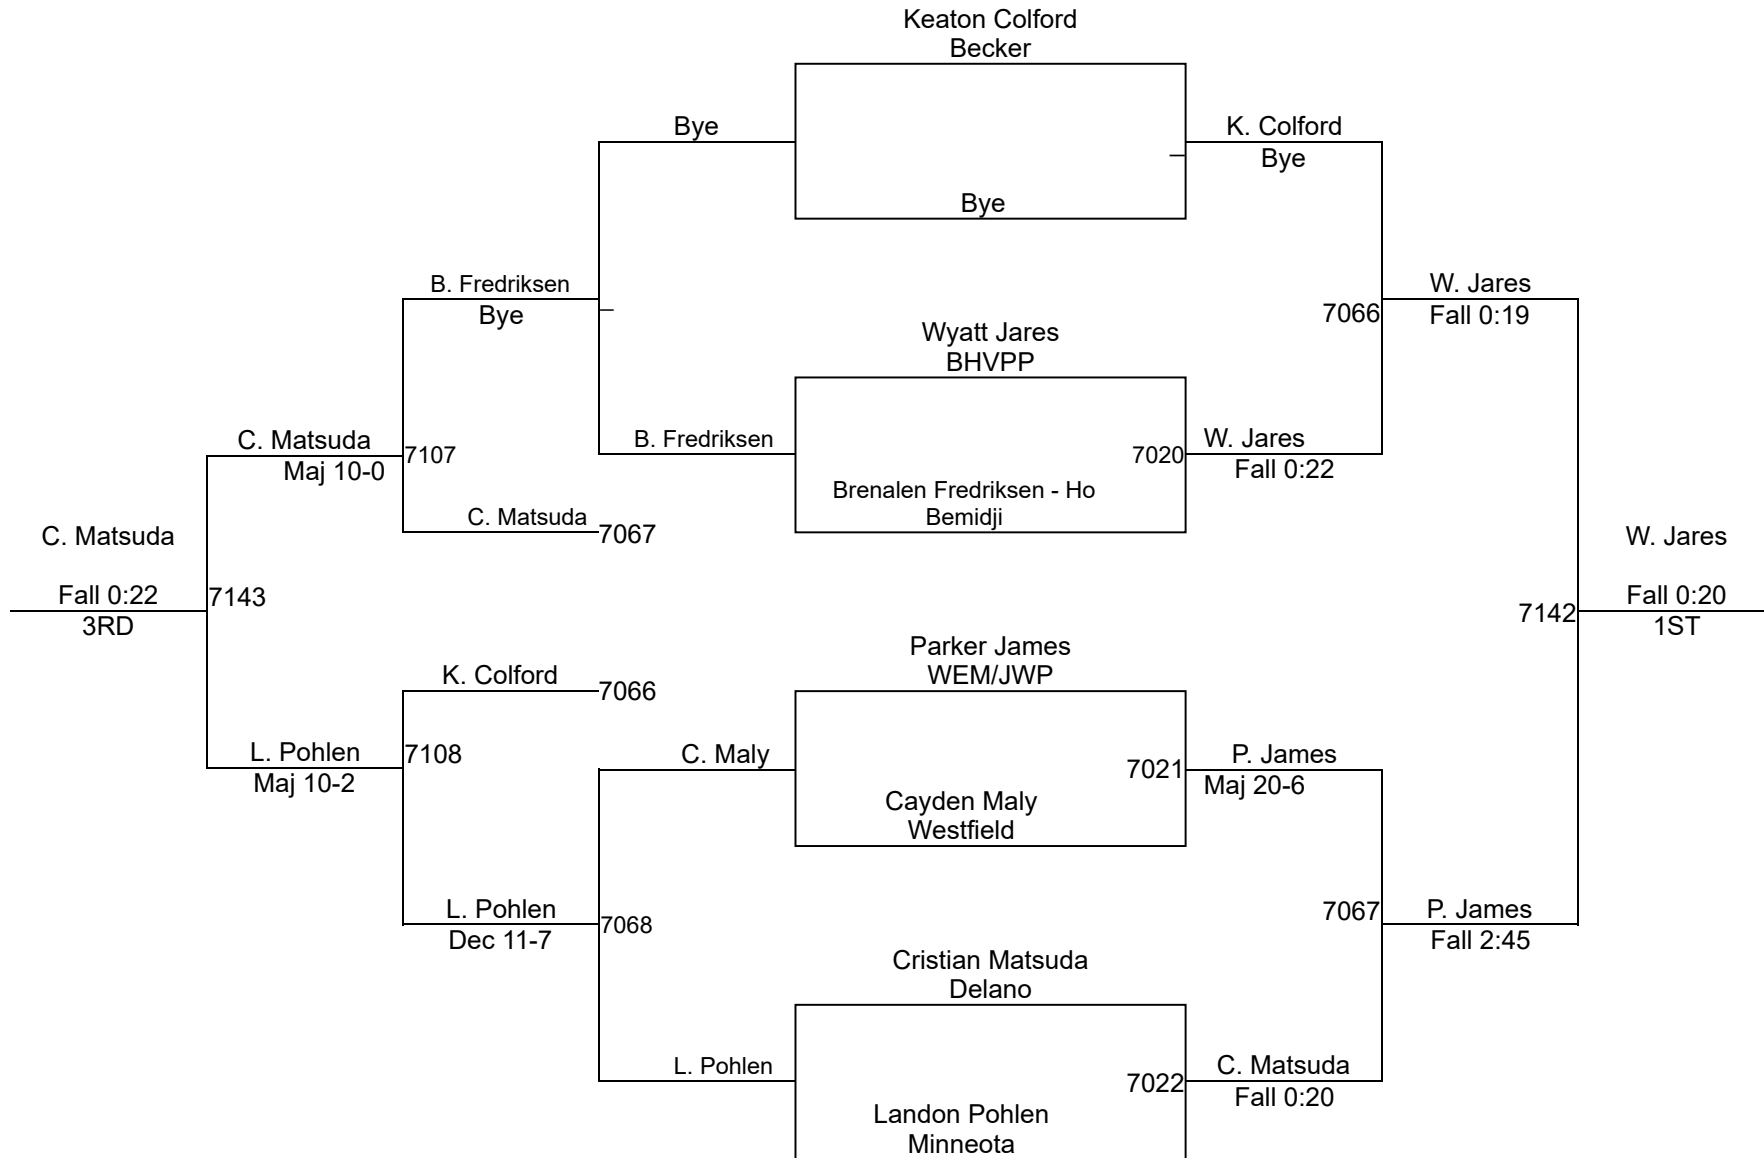 Keaton Colford
Becker
Bye
K. Colford
Bye
Bye
B. Fredriksen
Bye
W. Jares
7066
Fall 0:19
Wyatt Jares
BHVPP
C. Matsuda
Maj 10-0
7107
B. Fredriksen
7020
W. Jares
Fall 0:22
Brenalen Fredriksen - Ho
Bemidji
C. Matsuda
7067
C. Matsuda
W. Jares
Fall 0:22
7143
3RD
7142
Fall 0:20
1ST
Parker James
WEM/JWP
K. Colford
7066
L. Pohlen
Maj 10-2
7108
C. Maly
7021
P. James
Maj 20-6
Cayden Maly
Westfield
L. Pohlen
Dec 11-7
7068
7067
P. James
Fall 2:45
Cristian Matsuda
Delano
L. Pohlen
7022
C. Matsuda
Fall 0:20
Landon Pohlen
Minneota